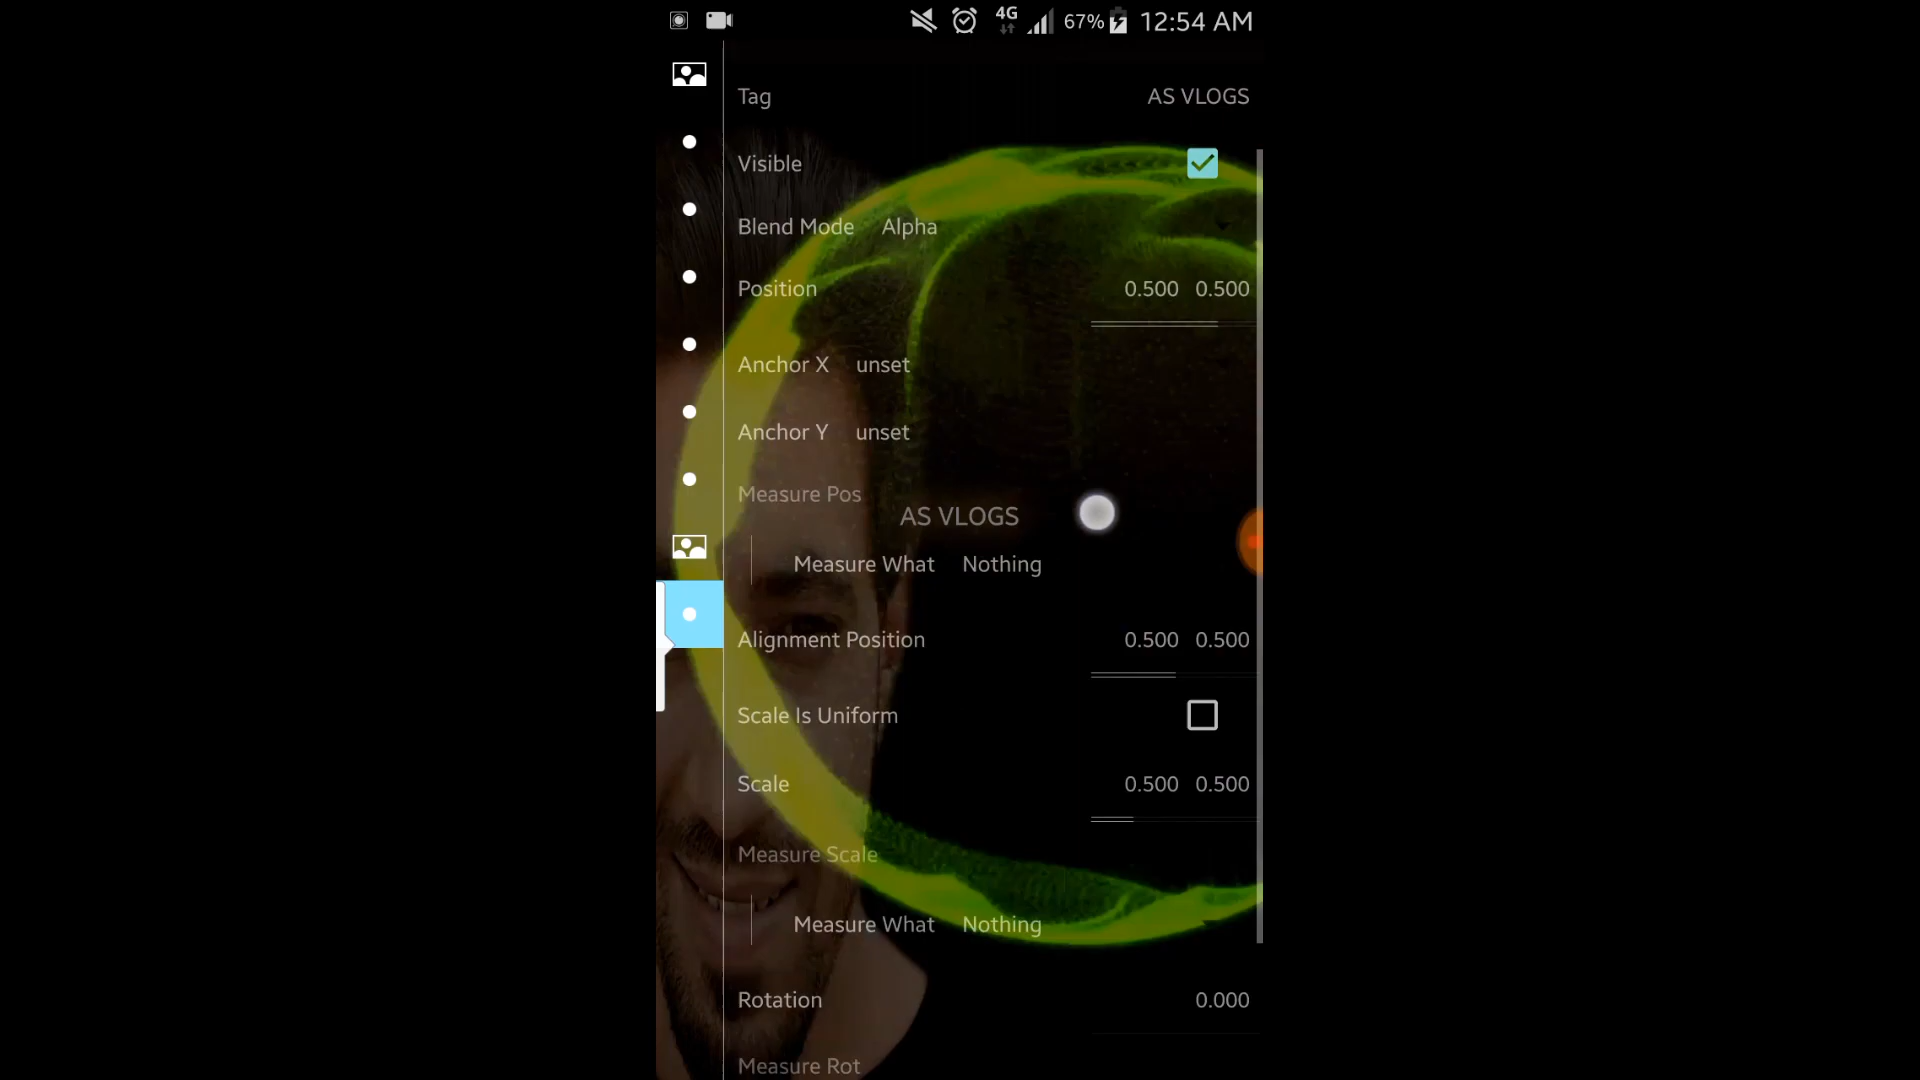 4G 67% 12:54 AM
Tag AS VLOGS
Visible
Blend Mode Alpha
Position 0.500 0.500
Anchor X unset
Anchor Y unset
Measure Pos
AS VLOGS
Measure What Nothing
Alignment Position 0.500 0.500
Scale Is Uniform
Scale 0.500 0.500
Measure Scale
Measure What Nothing
Rotation 0.000
Measure Rot